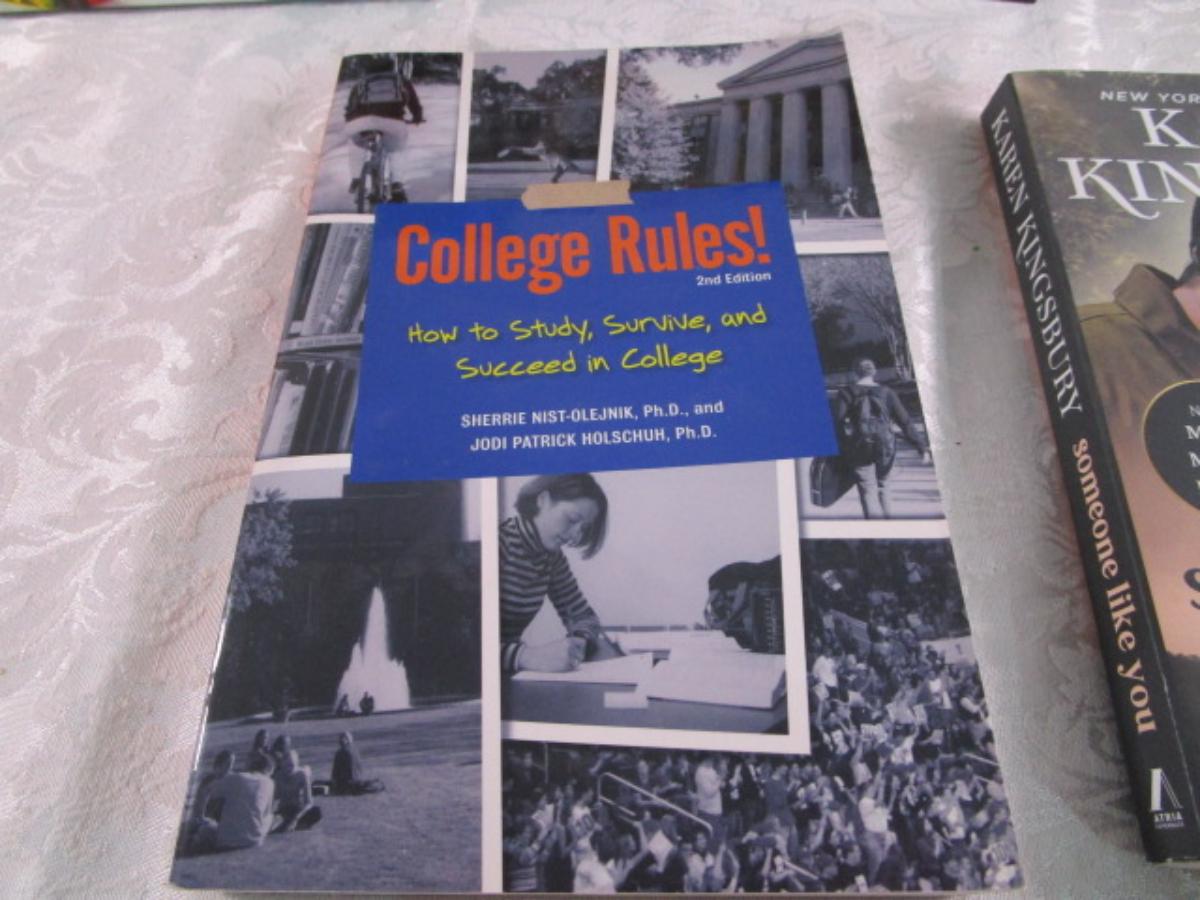 College Rules!
2nd Edition
How to Study, Survive, and
Succeed in College
SHERRIE NIST-OLEJNIK, Ph.D., and
JODI PATRICK HOLSCHUH, Ph.D.
KAREN KINGSBURY someone like you
ATRIA
NEW YOR
K
KIN